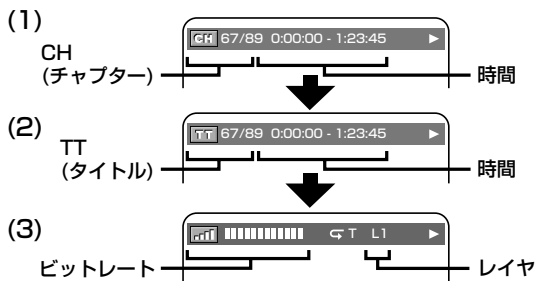 (1)
CH
(チャプター)
CH 67/89 0:00:00 - 1:23:45
時間
(2)
TT
(タイトル)
TT 67/89 0:00:00 - 1:23:45
時間
(3)
T L1
ビットレート
レイヤ